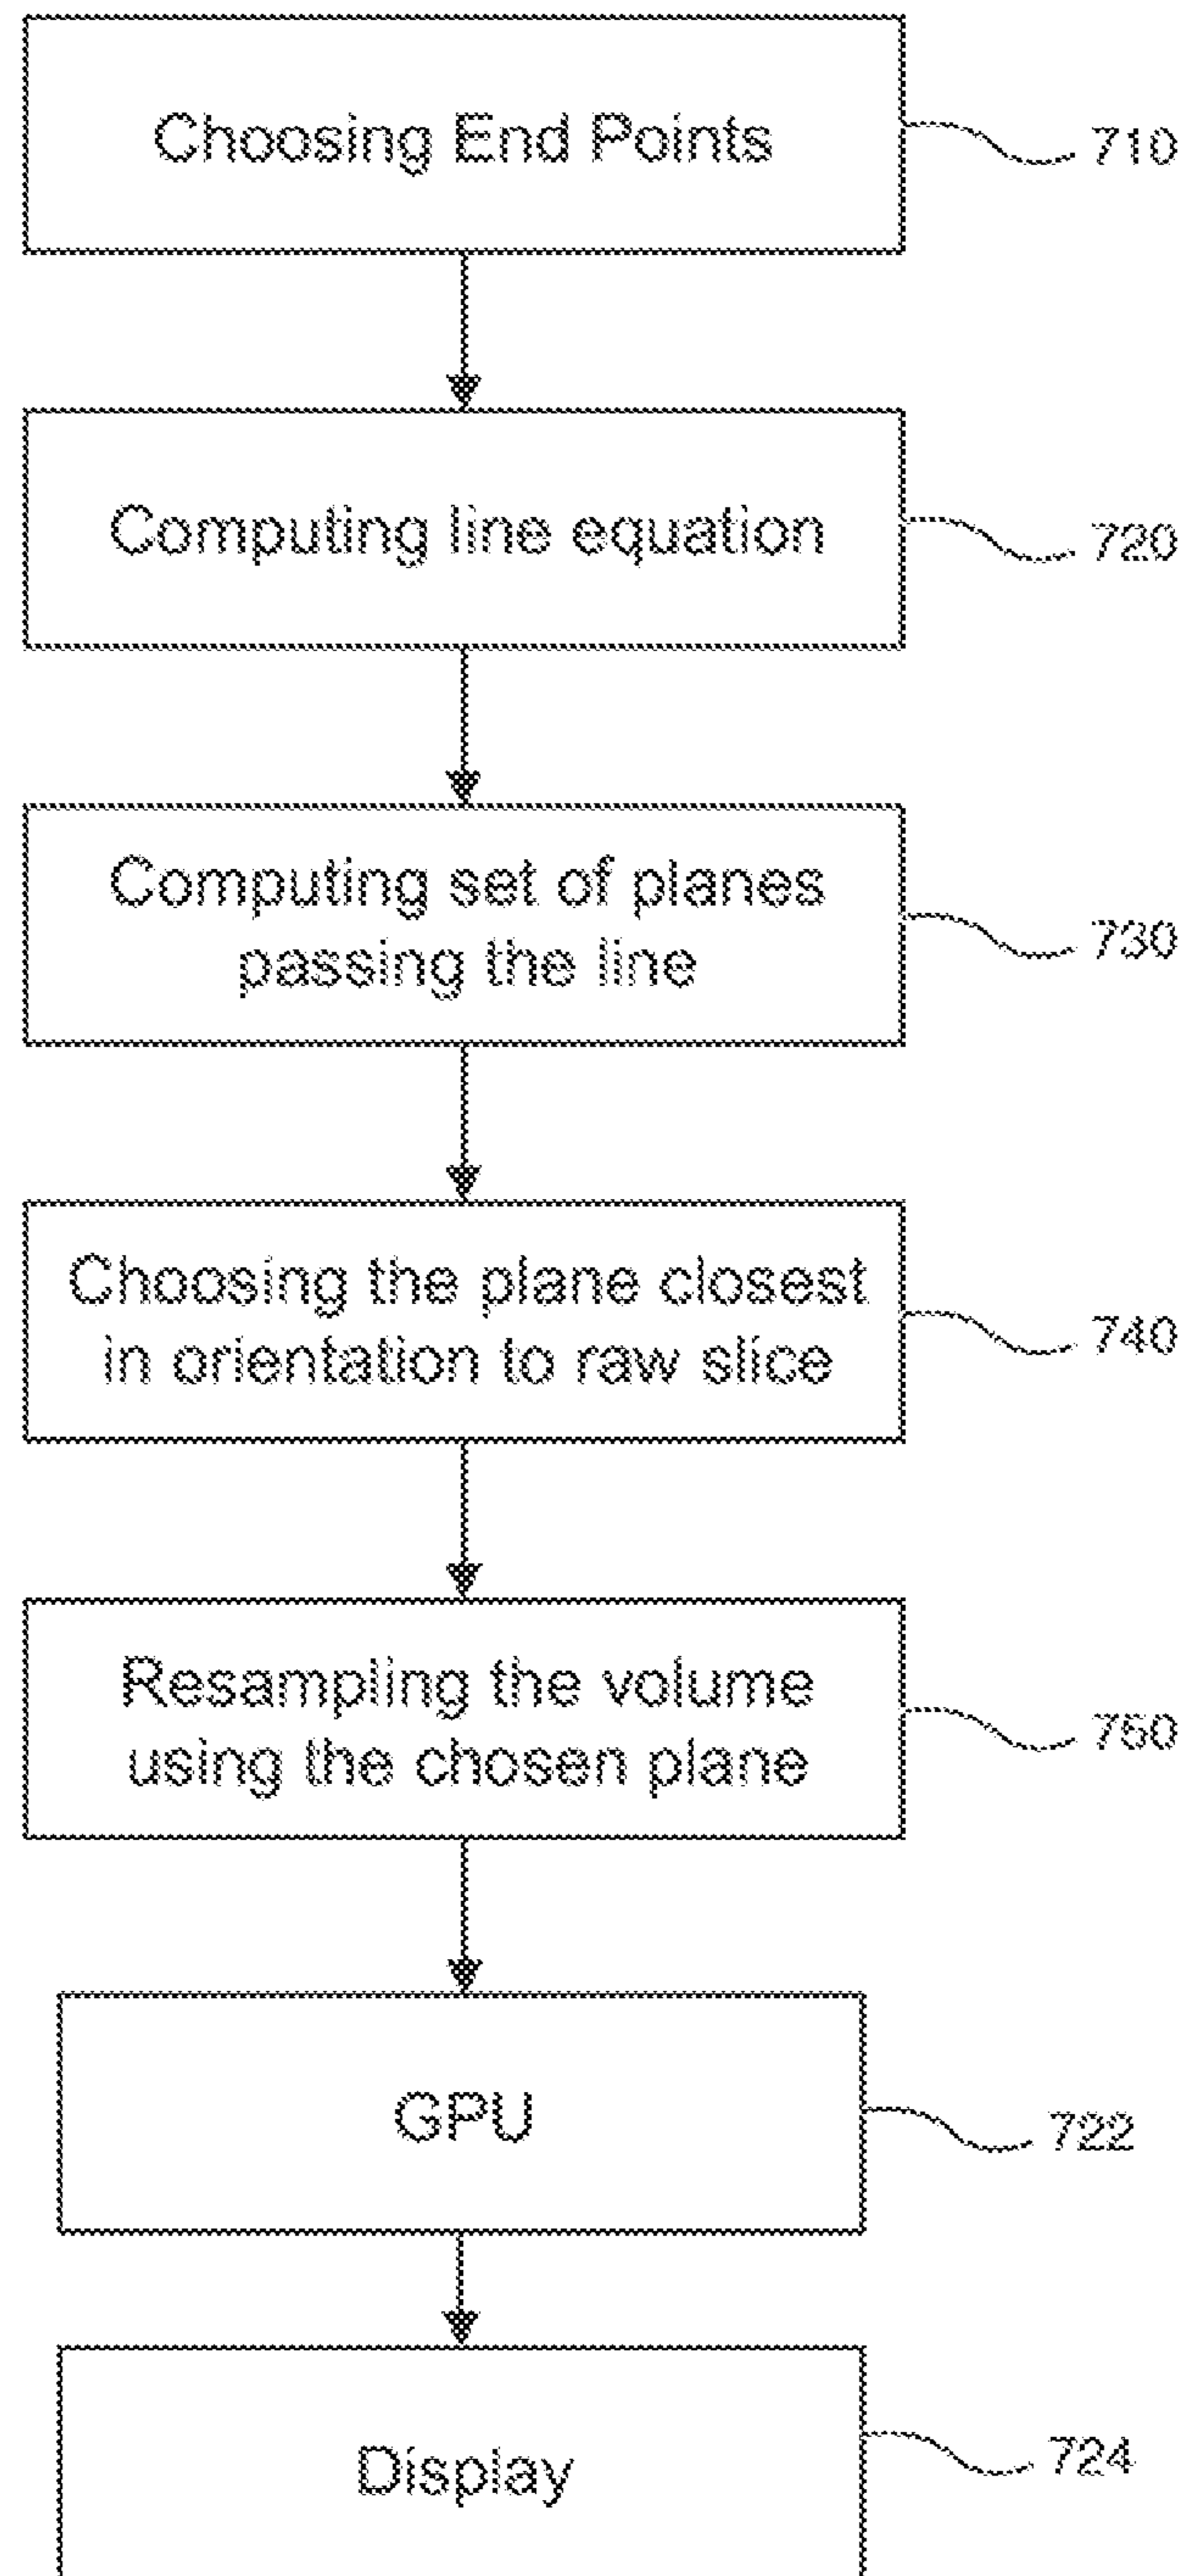 Choosing End Points
710
Computing line equation
720
Computing set of planes
passing the line
730
Choosing the plane closest
in orientation to raw slice
740
Resampling the volume
using the chosen plane
750
GPU
722
Display
724